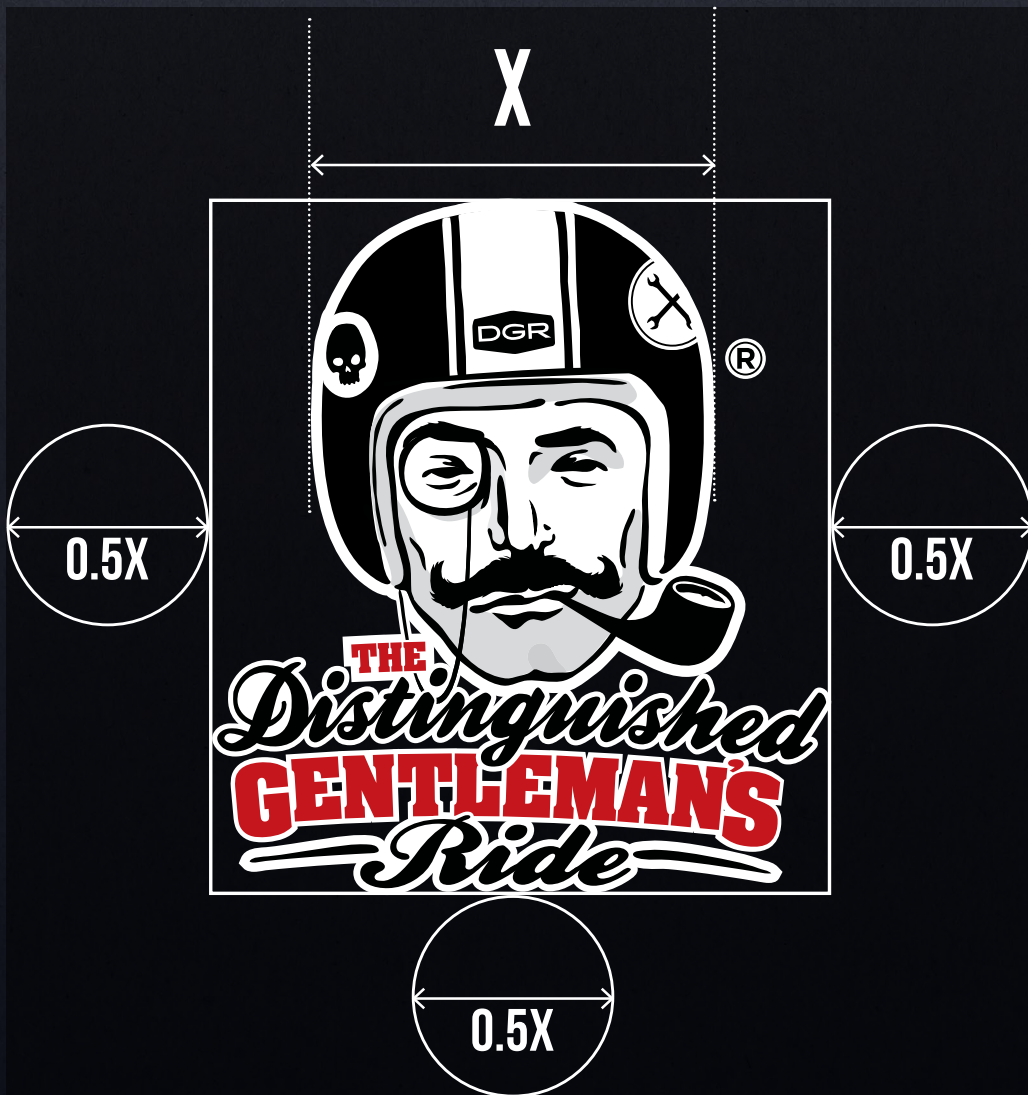 X
DGR
®
0.5X
0.5X
THE
Distinguished
GENTLEMAN'S
Ride
0.5X